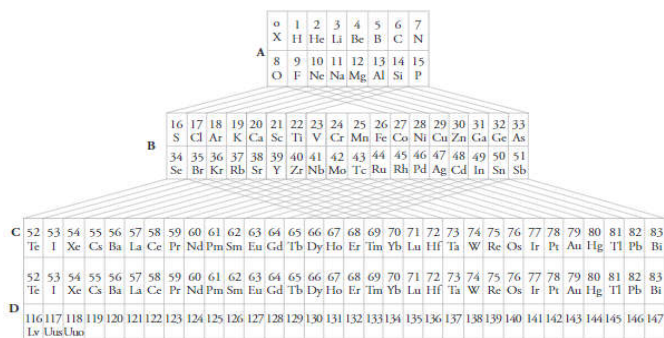 o 1 2 3 4 5 6 7
X H He Li Be B C N
A
8 9 10 11 12 13 14 15
O F Ne Na Mg Al Si P
16 17 18 19 20 21 22 23 24 25 26 27 28 29 30 31 32 33
S Cl Ar K Ca Sc Ti V Cr Mn Fe Co Ni Cu Zn Ga Ge As
B
34 35 36 37 38 39 40 41 42 43 44 45 46 47 48 49 50 51
Se Br Kr Rb Sr Y Zr Nb Mo Tc Ru Rh Pd Ag Cd In Sn Sb
C 52 53 54 55 56 57 58 59 60 61 62 63 64 65 66 67 68 69 70 71 72 73 74 75 76 77 78 79 80 81 82 83
Te I Xe Cs Ba La Ce Pr Nd Pm Sm Eu Gd Tb Dy Ho Er Tm Yb Lu Hf Ta W Re Os Ir Pt Au Hg Tl Pb Bi
52 53 54 55 56 57 58 59 60 61 62 63 64 65 66 67 68 69 70 71 72 73 74 75 76 77 78 79 80 81 82 83
Te I Xe Cs Ba La Ce Pr Nd Pm Sm Eu Gd Tb Dy Ho Er Tm Yb Lu Hf Ta W Re Os Ir Pt Au Hg Tl Pb Bi
D
116 117 118 119 120 121 122 123 124 125 126 127 128 129 130 131 132 133 134 135 136 137 138 139 140 141 142 143 144 145 146 147
Lv Uus Uuo